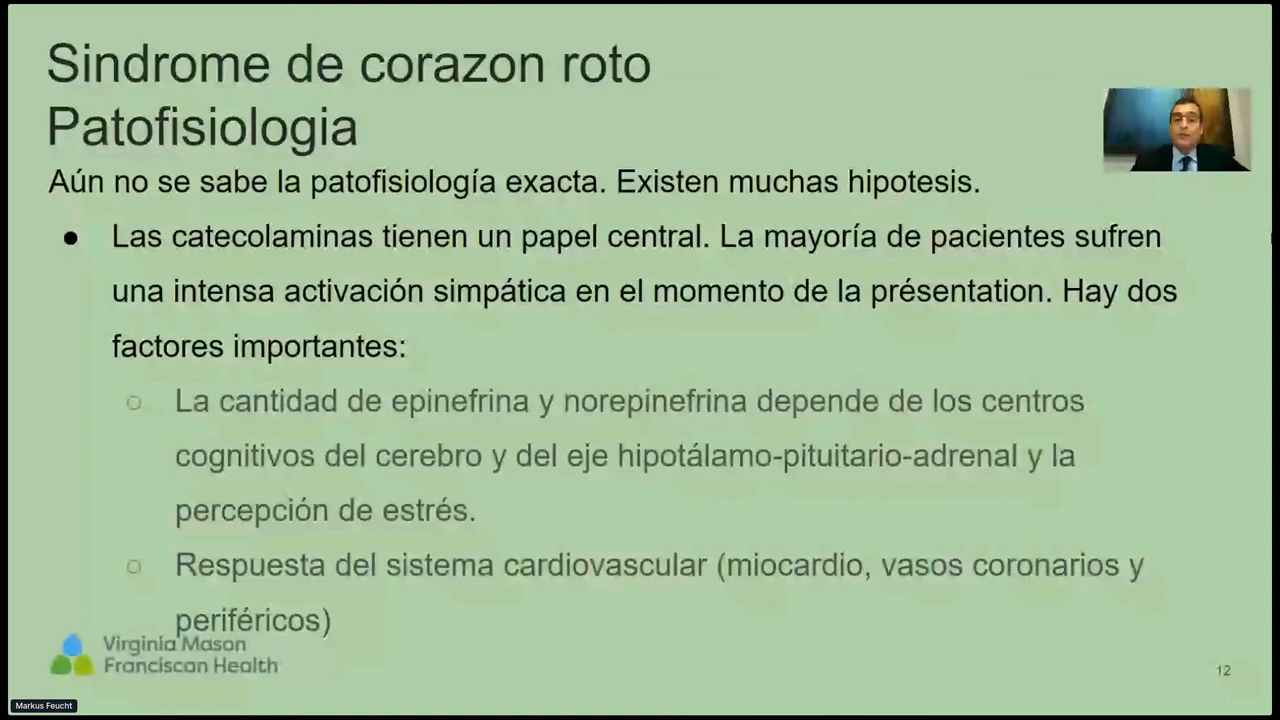 Sindrome de corazon roto
Patofisiologia
Aún no se sabe la patofisiología exacta. Existen muchas hipotesis.
● Las catecolaminas tienen un papel central. La mayoría de pacientes sufren
una intensa activación simpática en el momento de la présentation. Hay dos
factores importantes:
○ La cantidad de epinefrina y norepinefrina depende de los centros
cognitivos del cerebro y del eje hipotálamo-pituitario-adrenal y la
percepción de estrés.
○ Respuesta del sistema cardiovascular (miocardio, vasos coronarios y
periféricos)
Virginia Mason
Franciscan Health
12
Markus Feucht